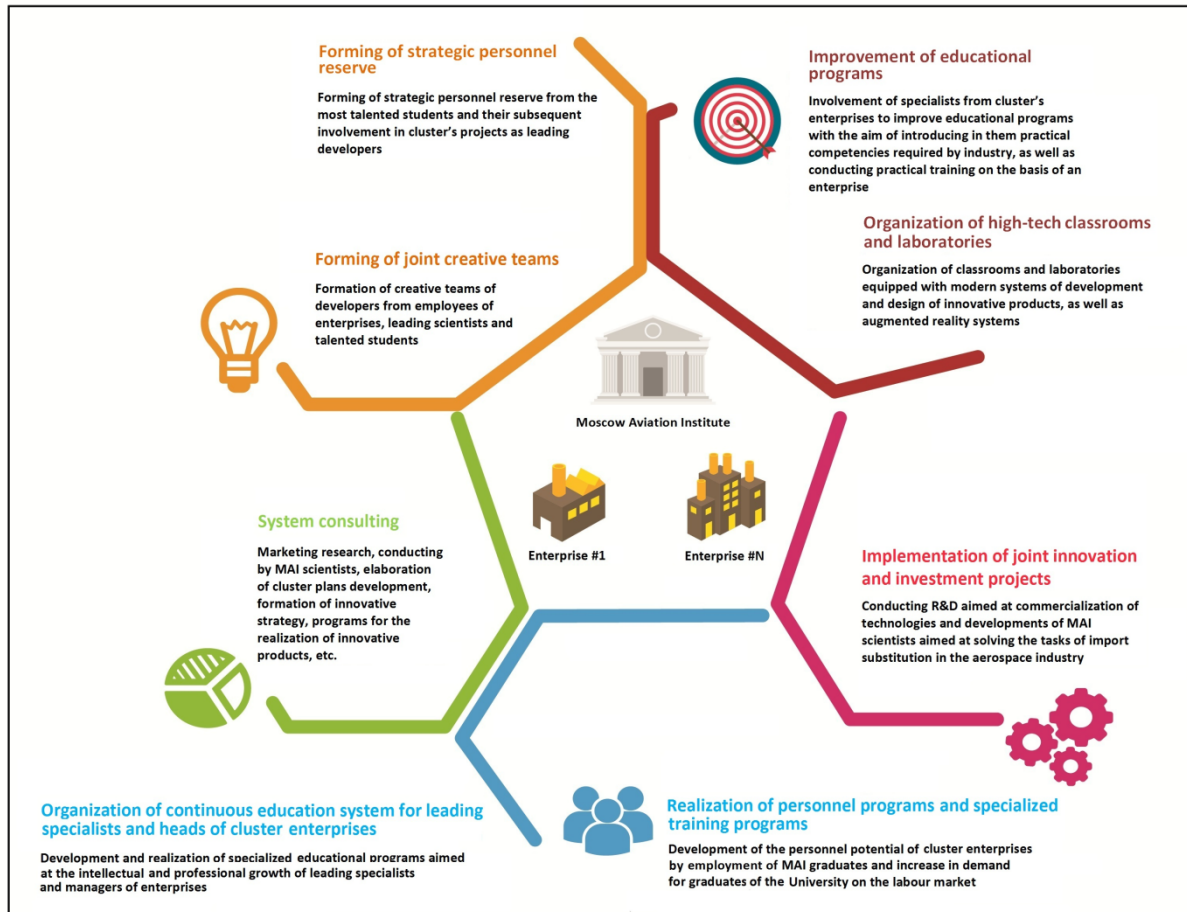 Forming of strategic personnel
reserve
Forming of strategic personnel reserve from the
most talented students and their subsequent
involvement in cluster's projects as leading
developers
Improvement of educational
programs
Involvement of specialists from cluster's
enterprises to improve educational programs
with the aim of introducing in them practical
competencies required by industry, as well as
conducting practical training on the basis of an
enterprise
Forming of joint creative teams
Formation of creative teams of
developers from employees of
enterprises, leading scientists and
talented students
Organization of high-tech classrooms
and laboratories
Organization of classrooms and laboratories
equipped with modern systems of development
and design of innovative products, as well as
augmented reality systems
Moscow Aviation Institute
Enterprise #1
Enterprise #N
System consulting
Marketing research, conducting
by MAI scientists, elaboration
of cluster plans development,
formation of innovative
strategy, programs for the
realization of innovative
products, etc.
Implementation of joint innovation
and investment projects
Conducting R&D aimed at commercialization of
technologies and developments of MAI
scientists aimed at solving the tasks of import
substitution in the aerospace industry
Organization of continuous education system for leading
specialists and heads of cluster enterprises
Development and realization of specialized educational programs aimed
at the intellectual and professional growth of leading specialists
and managers of enterprises
Realization of personnel programs and specialized
training programs
Development of the personnel potential of cluster enterprises
by employment of MAI graduates and increase in demand
for graduates of the University on the labour market